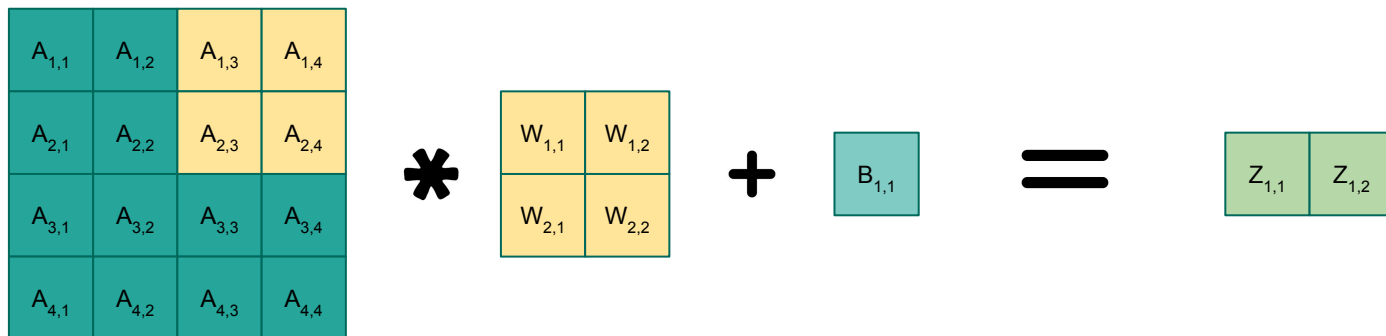 A1,1 A1,2 A1,3 A1,4
A2,1 A2,2 A2,3 A2,4
A3,1 A3,2 A3,3 A3,4
A4,1 A4,2 A4,3 A4,4
*
W1,1 W1,2
W2,1 W2,2
+
B1,1
=
Z1,1 Z1,2